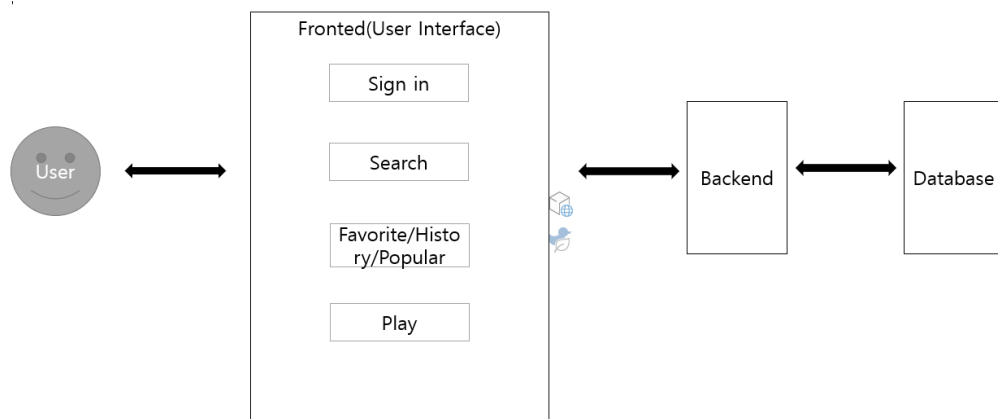 Fronted(User Interface)
Sign in
Search
User
Backend
Database
Favorite/Histo
ry/Popular
Play